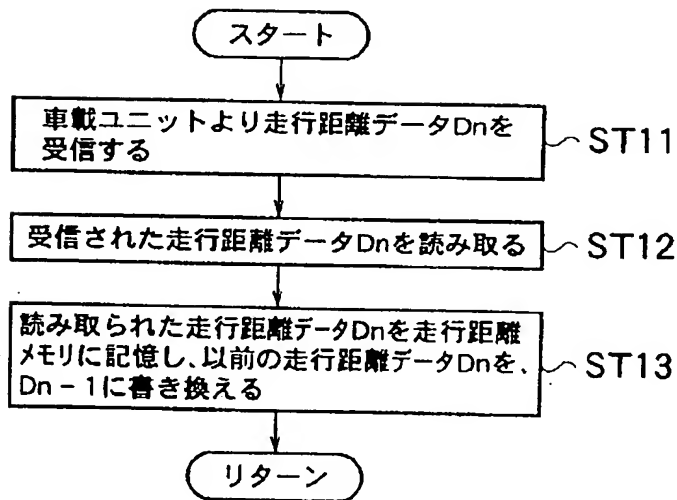 スタート
車載ユニットより走行距離データDnを
受信する
ST11
受信された走行距離データDnを読み取る
ST12
読み取られた走行距離データDnを走行距離
メモリに記憶し、以前の走行距離データDnを、
Dn-1に書き換える
ST13
リターン